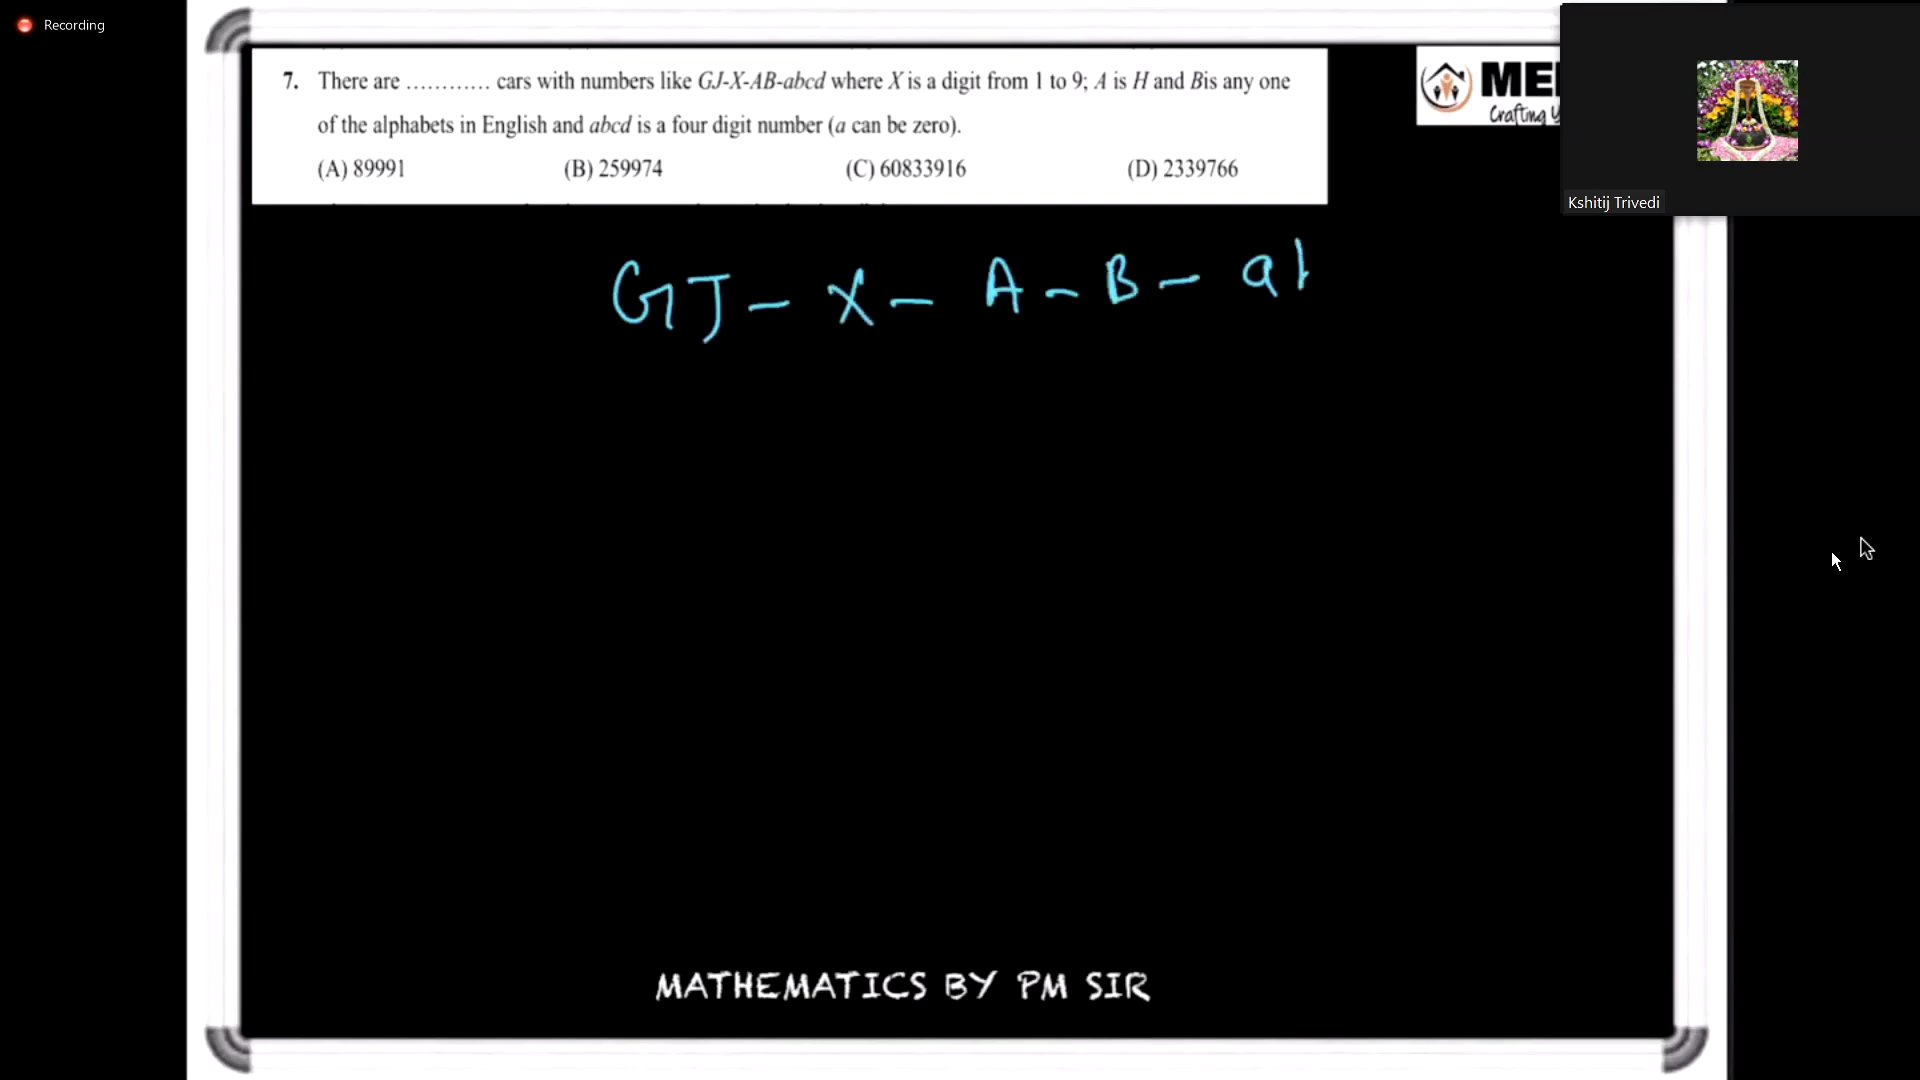 Recording
7. There are ............ cars with numbers like GJ-X-AB-abcd where X is a digit from 1 to 9; A is H and Bis any one
of the alphabets in English and abcd is a four digit number (a can be zero).
(A) 89991 (B) 259974 (C) 60833916 (D) 2339766
Crafting
Kshitij Trivedi
GJ - X - A - B - a
MATHEMATICS BY PM SIR